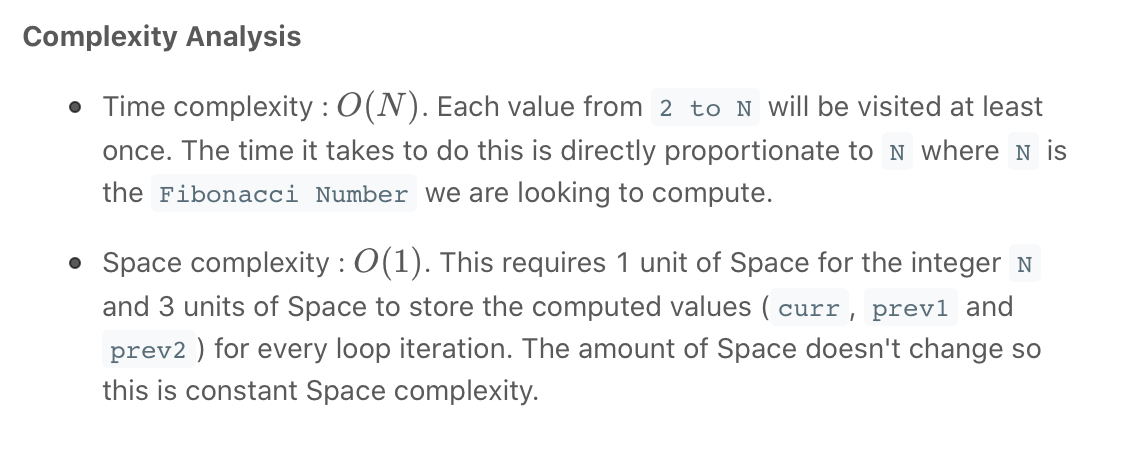 Complexity Analysis
• Time complexity : O(N). Each value from 2 to N will be visited at least
once. The time it takes to do this is directly proportionate to N where N is
the Fibonacci Number we are looking to compute.
• Space complexity : O(1). This requires 1 unit of Space for the integer N
and 3 units of Space to store the computed values ( curr , prev1 and
prev2 ) for every loop iteration. The amount of Space doesn't change so
this is constant Space complexity.